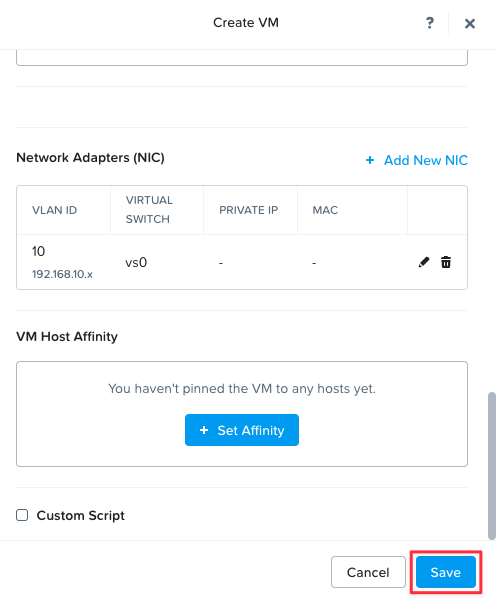 Create VM
?
Network Adapters (NIC)
+ Add New NIC
VLAN ID
VIRTUAL
SWITCH
PRIVATE IP
MAC
10
192.168.10.x
vs0
-
-
VM Host Affinity
You haven't pinned the VM to any hosts yet.
+ Set Affinity
Custom Script
Cancel
Save